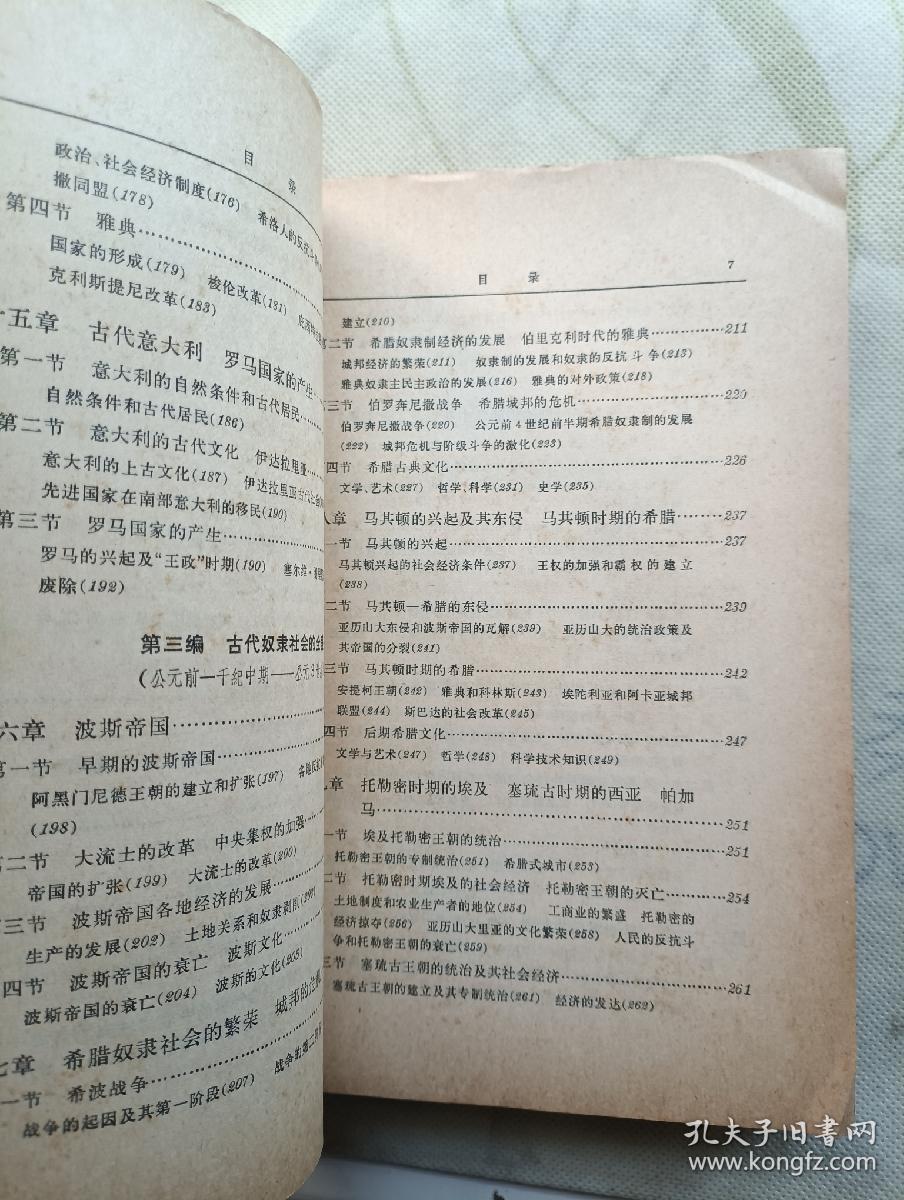 目录
政治、社会经济制度(176) 希洛人的反抗
撒同盟(178)
第四节 雅典
国家的形成(179) 梭伦改革(181)
克利斯提尼改革(183)
十五章 古代意大利 罗马国家的产生
第一节 意大利的自然条件和古代居民
自然条件和古代居民(186)
第二节 意大利的古代文化 伊达拉里亚
意大利的上古文化(187) 伊达拉里亚
先进国家在南部意大利的移民(190)
第三节 罗马国家的产生
罗马的兴起及“王政”时期(190) 塞尔维·
废除(192)
第三编 古代奴隶社会的
(公元前一千纪中期——公元3
六章 波斯帝国
第一节 早期的波斯帝国
阿黑门尼德王朝的建立和扩张(197)
(198)
第二节 大流士的改革 中央集权的加强
帝国的扩张(199) 大流士的改革(200)
第三节 波斯帝国各地经济的发展
生产的发展(202) 土地关系和奴隶剥削(203)
四节 波斯帝国的衰亡 波斯文化
波斯帝国的衰亡(204) 波斯的文化(205)
七章 希腊奴隶社会的繁荣 城邦的危机
一节 希波战争
战争的起因及其第一阶段(207) 战争的第二
目录 7
建立(210)
第二节 希腊奴隶制经济的发展 伯里克利时代的雅典……211
城邦经济的繁荣(211) 奴隶制的发展和奴隶的反抗斗争(213)
雅典奴隶主民主政治的发展(216) 雅典的对外政策(218)
三节 伯罗奔尼撒战争 希腊城邦的危机……220
伯罗奔尼撒战争(220) 公元前4世纪前半期希腊奴隶制的发展
(222) 城邦危机与阶级斗争的激化(223)
四节 希腊古典文化……226
文学、艺术(227) 哲学、科学(231) 史学(235)
八章 马其顿的兴起及其东侵 马其顿时期的希腊……237
一节 马其顿的兴起……237
马其顿兴起的社会经济条件(237) 王权的加强和霸权的建立
(238)
二节 马其顿—希腊的东侵……239
亚历山大东侵和波斯帝国的瓦解(239) 亚历山大的统治政策及
其帝国的分裂(241)
三节 马其顿时期的希腊……242
安提柯王朝(242) 雅典和科林斯(243) 埃陀利亚和阿卡亚城邦
联盟(244) 斯巴达的社会改革(245)
四节 后期希腊文化……247
文学与艺术(247) 哲学(248) 科学技术知识(249)
九章 托勒密时期的埃及 塞琉古时期的西亚 帕加
马……251
一节 埃及托勒密王朝的统治……251
托勒密王朝的专制统治(251) 希腊式城市(253)
二节 托勒密时期埃及的社会经济 托勒密王朝的灭亡……254
土地制度和农业生产者的地位(254) 工商业的繁盛 托勒密的
经济掠夺(256) 亚历山大里亚的文化繁荣(258) 人民的反抗斗
争和托勒密王朝的衰亡(259)
三节 塞琉古王朝的统治及其社会经济……261
塞琉古王朝的建立及其专制统治(261) 经济的发达(262)
孔夫子旧书网
www.kongfz.com